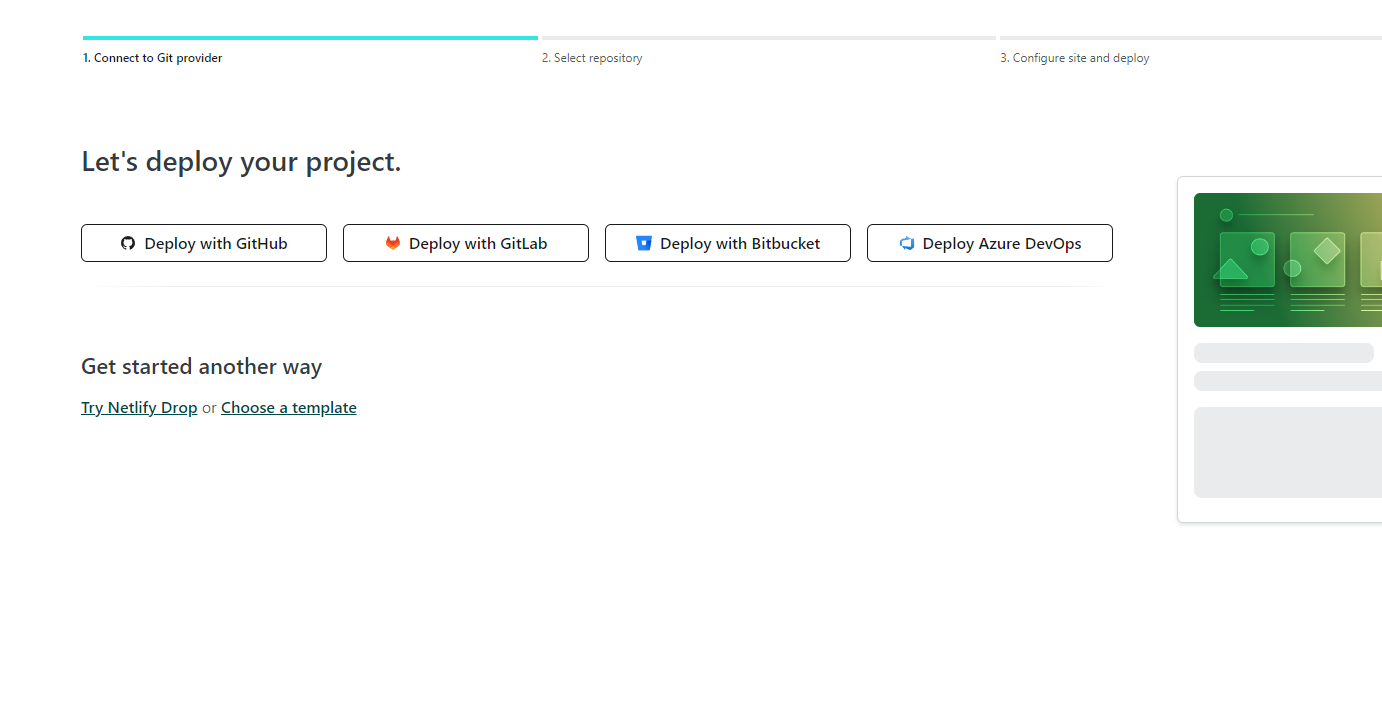 1. Connect to Git provider
2. Select repository
3. Configure site and deploy
Let's deploy your project.
Deploy with GitHub
Deploy with GitLab
Deploy with Bitbucket
Deploy Azure DevOps
Get started another way
Try Netlify Drop or Choose a template